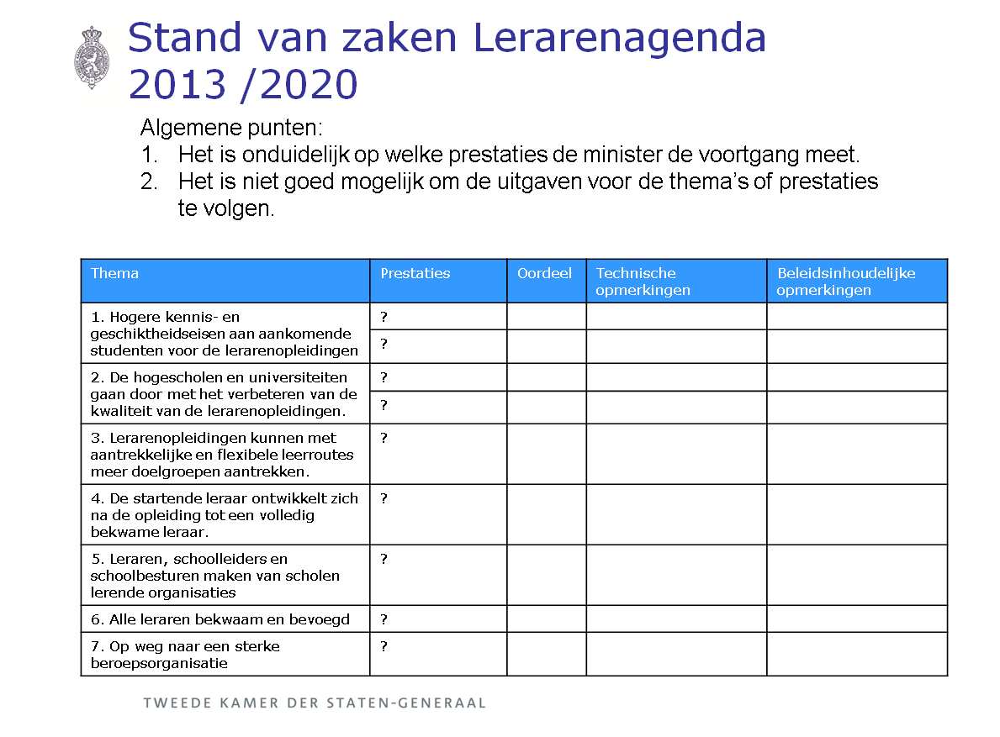 Stand van zaken Lerarenagenda
2013 /2020
Algemene punten:
1. Het is onduidelijk op welke prestaties de minister de voortgang meet.
2. Het is niet goed mogelijk om de uitgaven voor de thema's of prestaties
te volgen.
Thema
Prestaties
Oordeel
Technische
opmerkingen
Beleidsinhoudelijke
opmerkingen
1. Hogere kennis- en
geschiktheidseisen aan aankomende
studenten voor de lerarenopleidingen
?
?
2. De hogescholen en universiteiten
gaan door met het verbeteren van de
kwaliteit van de lerarenopleidingen.
?
?
3. Lerarenopleidingen kunnen met
aantrekkelijke en flexibele leerroutes
meer doelgroepen aantrekken.
?
4. De startende leraar ontwikkelt zich
na de opleiding tot een volledig
bekwame leraar.
?
5. Leraren, schoolleiders en
schoolbesturen maken van scholen
lerende organisaties
?
6. Alle leraren bekwaam en bevoegd
?
7. Op weg naar een sterke
beroepsorganisatie
?
TWEEDE KAMER DER STATEN-GENERAAL